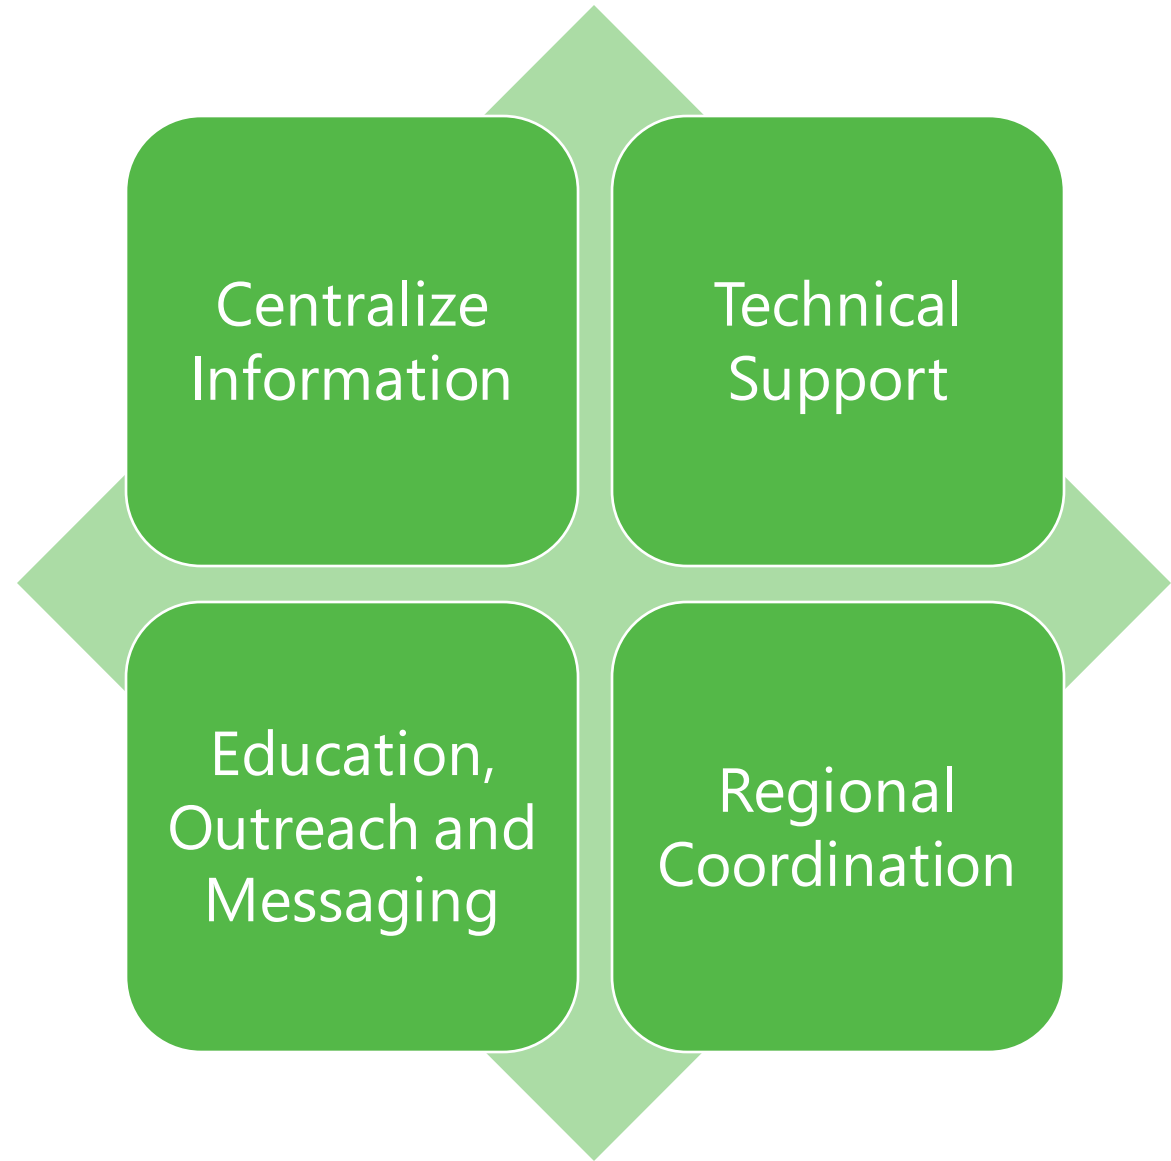 Centralize
Information
Technical
Support
Education,
Outreach and
Messaging
Regional
Coordination